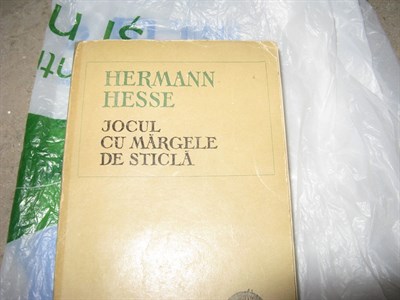 HERMANN
HESSE
JOCUL
CU MĂRGELE
DE STICLĂ